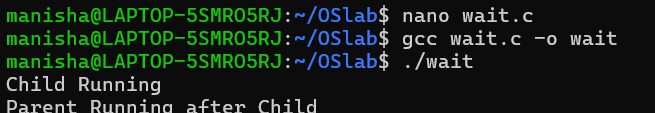 manisha@LAPTOP-5SMRO5RJ:~/OSlab$ nano wait.c
manisha@LAPTOP-5SMRO5RJ:~/OSlab$ gcc wait.c -o wait
manisha@LAPTOP-5SMRO5RJ:~/OSlab$ ./wait
Child Running
Parent Running after Child